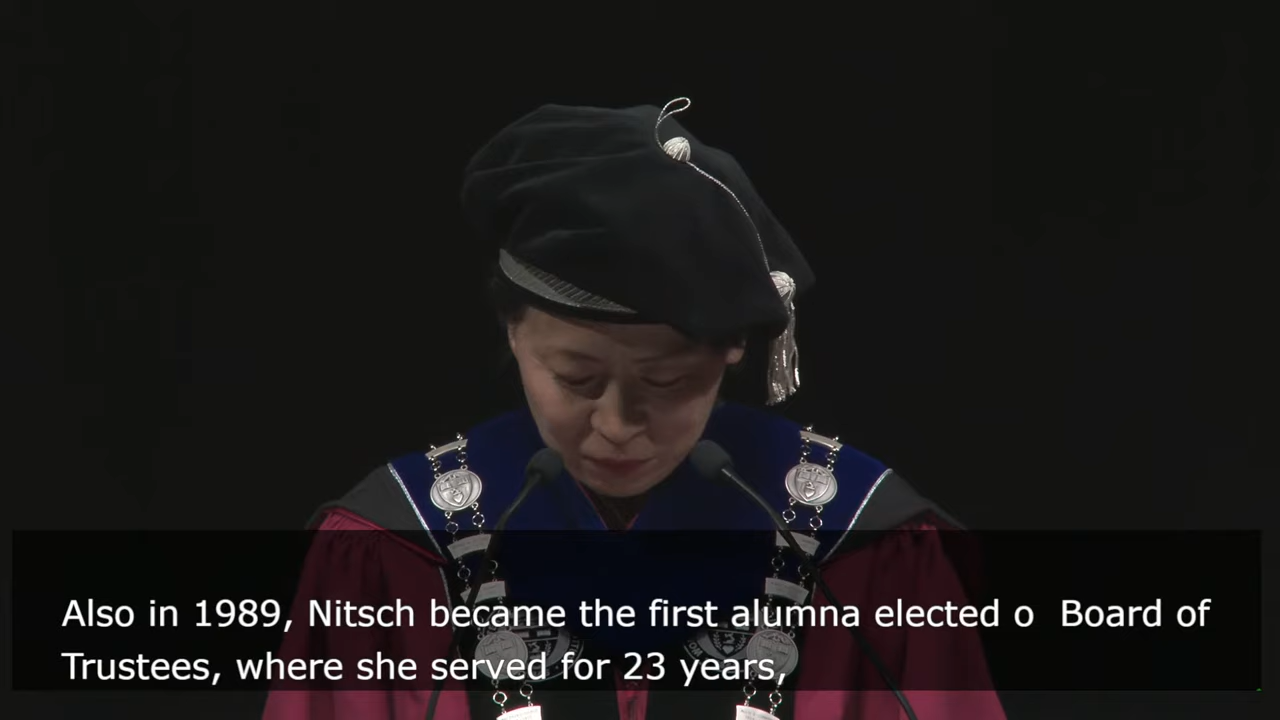 Also in 1989, Nitsch became the first alumna elected o  Board of
Trustees, where she served for 23 years,